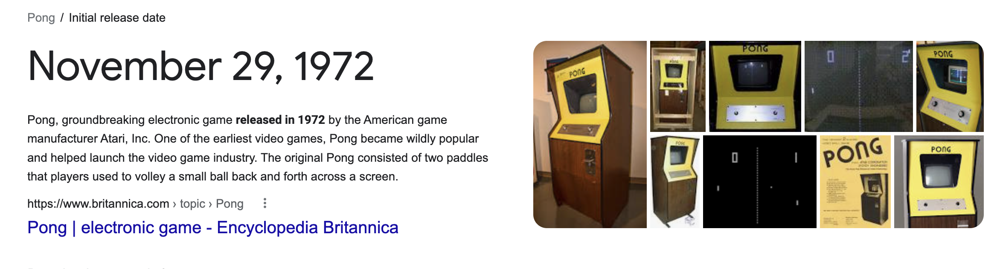 Pong / Initial release date
November 29, 1972
Pong, groundbreaking electronic game released in 1972 by the American game
manufacturer Atari, Inc. One of the earliest video games, Pong became wildly popular
and helped launch the video game industry. The original Pong consisted of two paddles
that players used to volley a small ball back and forth across a screen.
https://www.britannica.com › topic › Pong
Pong | electronic game - Encyclopedia Britannica
PONG
PONG
PONG
0 2
PONG
PONG
0 1
PONG
PONG